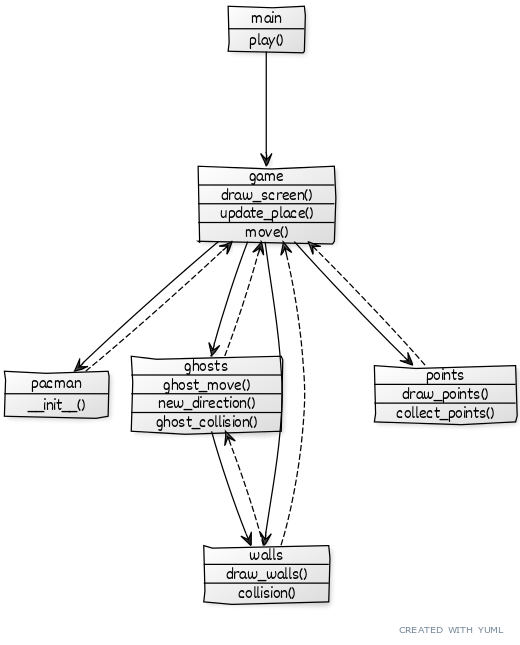 main
play()
game
draw_screen()
update_place()
move()
pacman
__init__()
ghosts
ghost_move()
new_direction()
ghost_collision()
points
draw_points()
collect_points()
walls
draw_walls()
collision()
CREATED WITH YUML